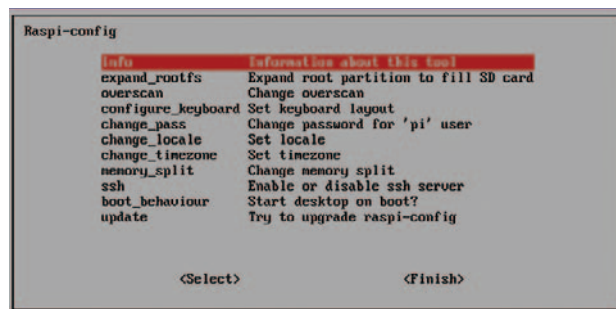 Raspi-config
info Information about this tool
expand_rootfs Expand root partition to fill SD card
overscan Change overscan
configure_keyboard Set keyboard layout
change_pass Change password for 'pi' user
change_locale Set locale
change_timezone Set timezone
memory_split Change memory split
ssh Enable or disable ssh server
boot_behaviour Start desktop on boot?
update Try to upgrade raspi-config
<Select> <Finish>